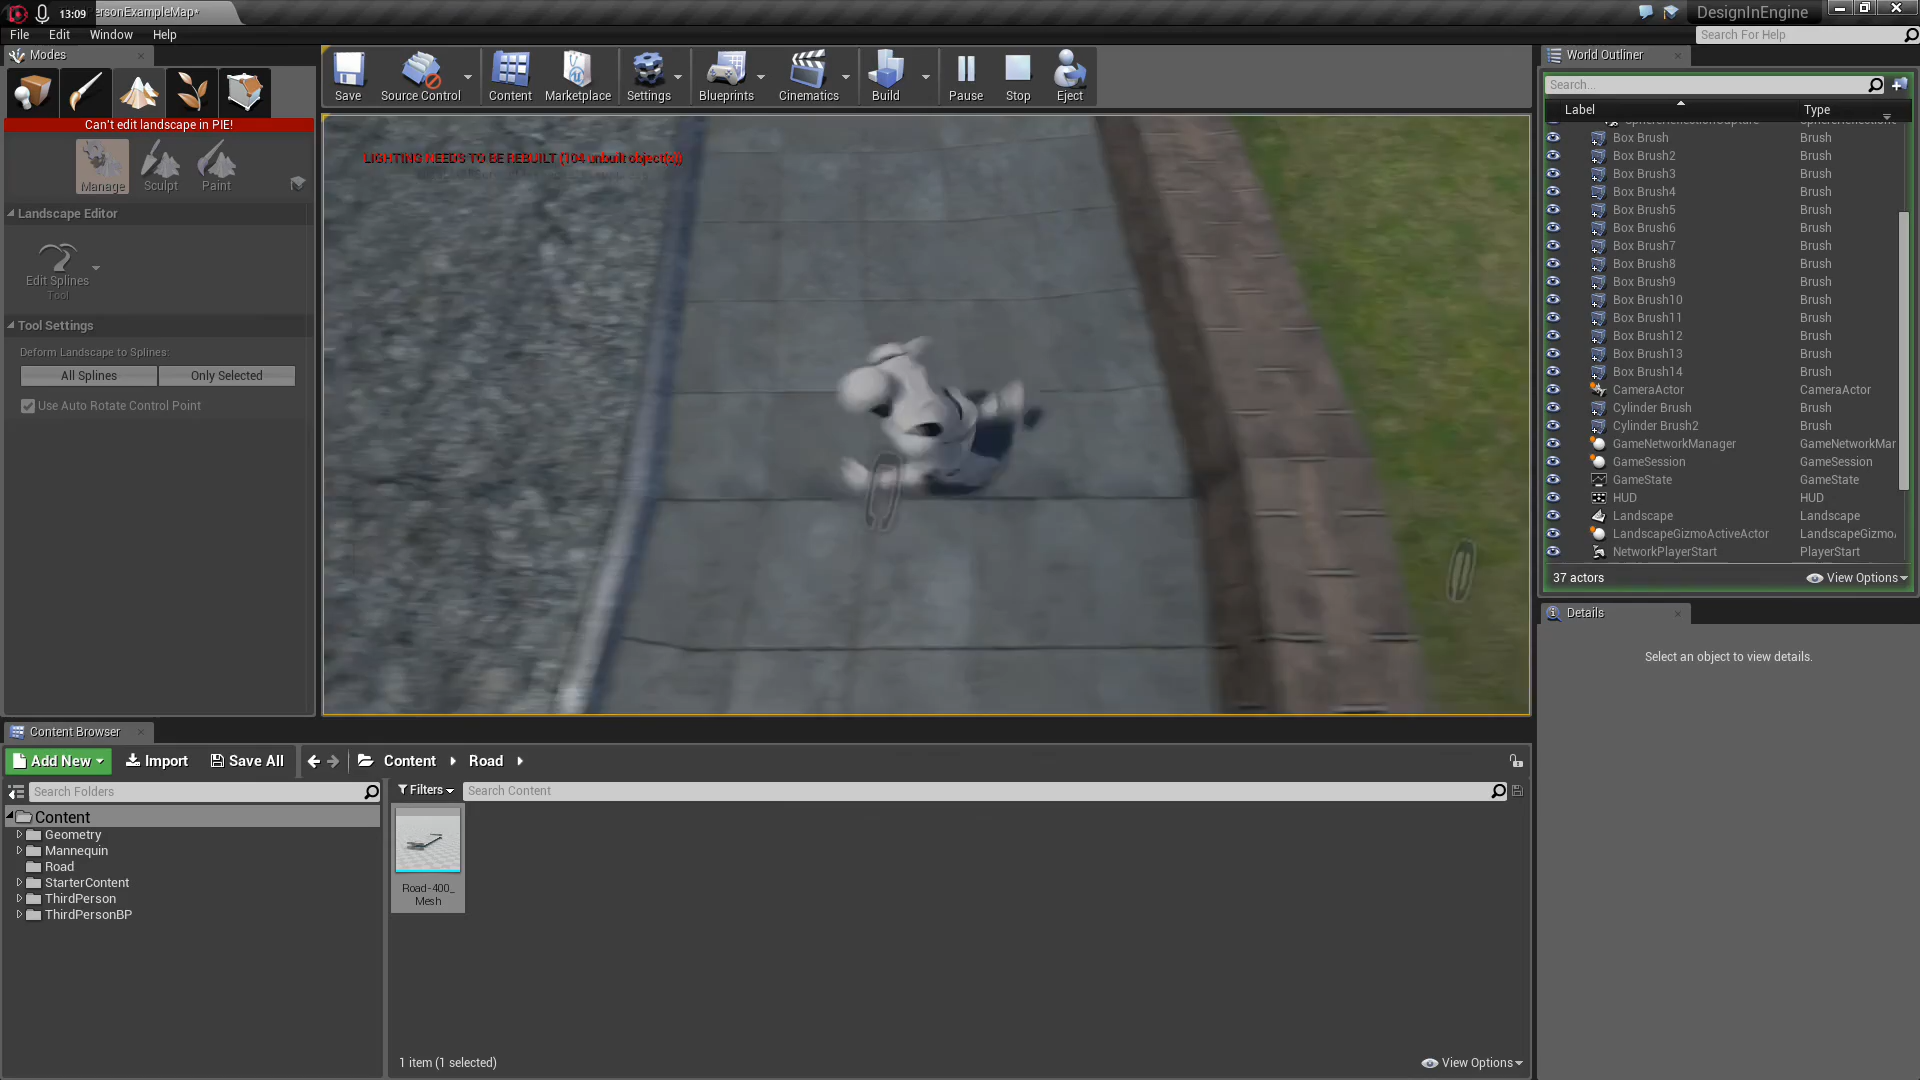 13:09
ersonExampleMap*
DesignInEngine
File Edit Window Help
Search For Help
Modes
Can't edit landscape in PIE!
Manage Sculpt Paint
Landscape Editor
Edit Splines
Tool
Tool Settings
Deform Landscape to Splines:
All Splines Only Selected
Use Auto Rotate Control Point
Save Source Control Content Marketplace Settings Blueprints Cinematics Build Pause Stop Eject
LIGHTING NEEDS TO BE REBUILT (104 unbuilt object(s))
World Outliner
Search...
Label Type
Box Brush Brush
Box Brush2 Brush
Box Brush3 Brush
Box Brush4 Brush
Box Brush5 Brush
Box Brush6 Brush
Box Brush7 Brush
Box Brush8 Brush
Box Brush9 Brush
Box Brush10 Brush
Box Brush11 Brush
Box Brush12 Brush
Box Brush13 Brush
Box Brush14 Brush
CameraActor CameraActor
Cylinder Brush Brush
Cylinder Brush2 Brush
GameNetworkManager GameNetworkMar
GameSession GameSession
GameState GameState
HUD HUD
Landscape Landscape
LandscapeGizmoActiveActor LandscapeGizmo
NetworkPlayerStart PlayerStart
37 actors View Options
Details
Select an object to view details.
Content Browser
Add New Import Save All Content Road
Search Folders
Filters Search Content
Content
Geometry
Mannequin
Road
StarterContent
ThirdPerson
ThirdPersonBP
Road-400_
Mesh
1 item (1 selected) View Options